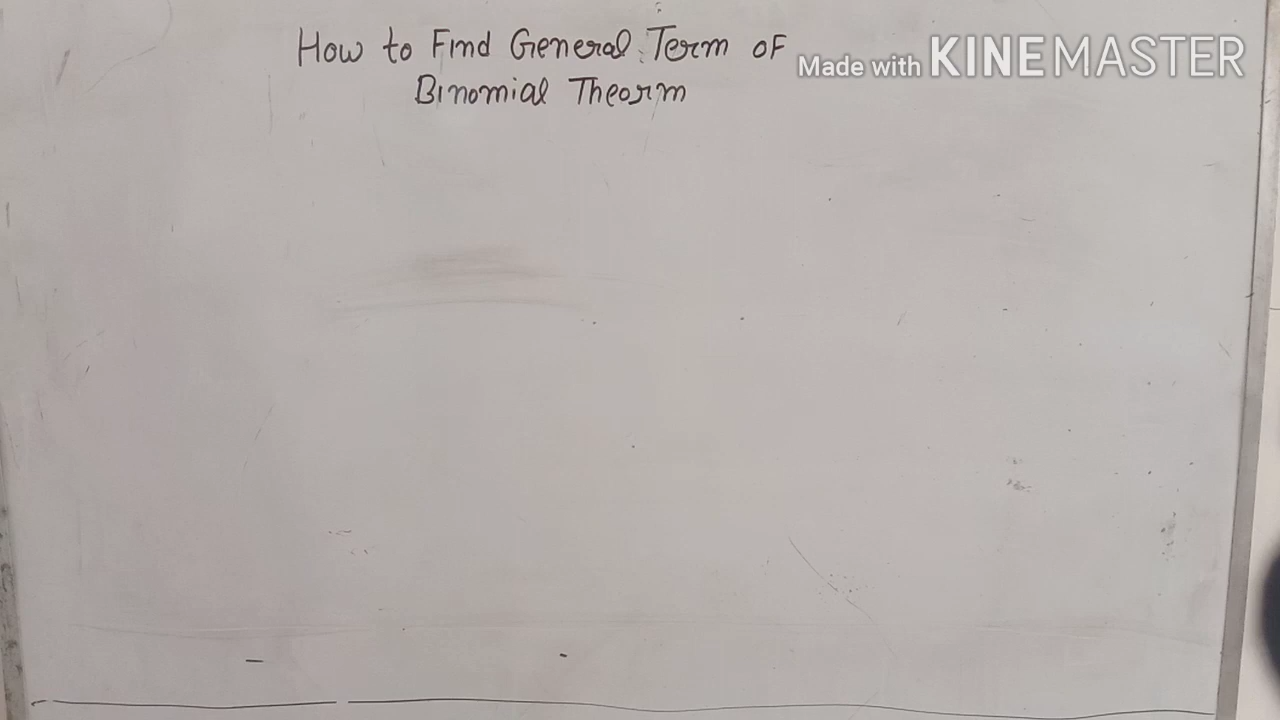 How to Find General Term of
Binomial Theorm
Made with KINEMASTER